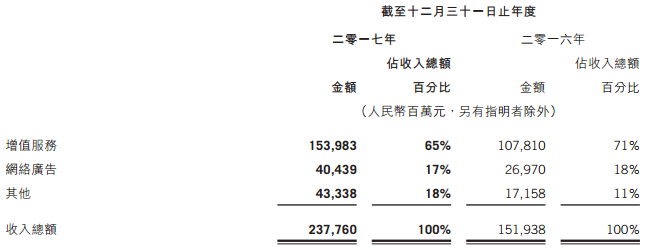 截至十二月三十一日止年度
二零一七年 二零一六年
佔收入總額 佔收入總額
金額 百分比 金額 百分比
（人民幣百萬元，另有指明者除外）
增值服務 153,983 65% 107,810 71%
網絡廣告 40,439 17% 26,970 18%
其他 43,338 18% 17,158 11%
收入總額 237,760 100% 151,938 100%